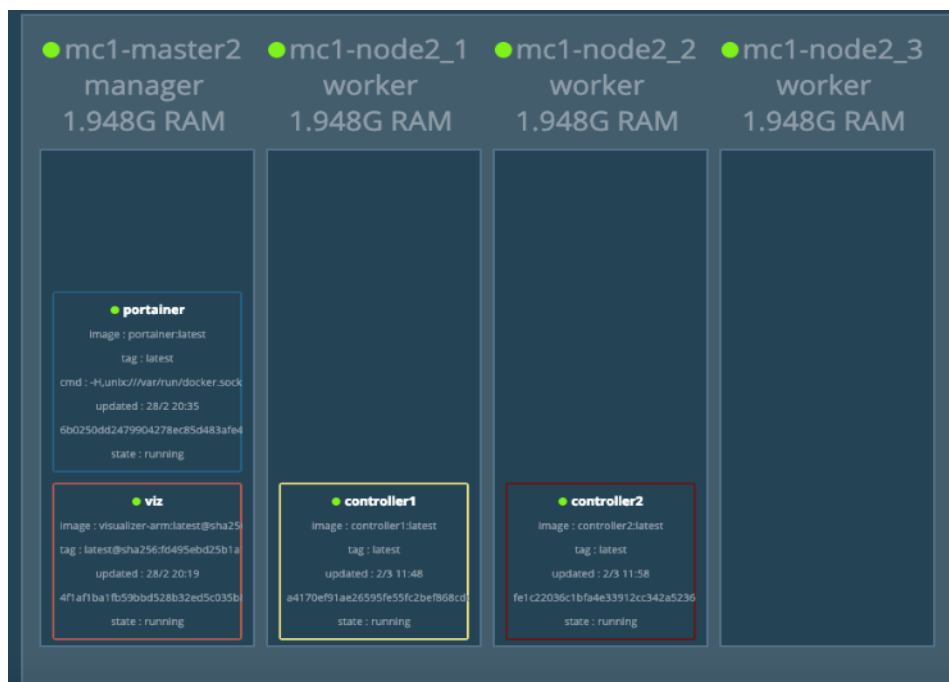 mc1-master2
manager
1.948G RAM
mc1-node2_1
worker
1.948G RAM
mc1-node2_2
worker
1.948G RAM
mc1-node2_3
worker
1.948G RAM
portainer
image : portainer:latest
tag : latest
cmd : -H,unix:///var/run/docker.sock
updated : 28/2 20:35
6b0250dd2479904278ec85d483afe4
state : running
viz
image : visualizer-arm:latest@sha25
tag : latest@sha256:fd495ebd25b1a
updated : 28/2 20:19
4f1af1ba1fb59bbd528b32ed5c035b
state : running
controller1
image : controller1:latest
tag : latest
updated : 2/3 11:48
a4170ef91ae26595fe55fc2bef868cd
state : running
controller2
image : controller2:latest
tag : latest
updated : 2/3 11:58
fe1c22036c1bfa4e33912cc342a5236
state : running